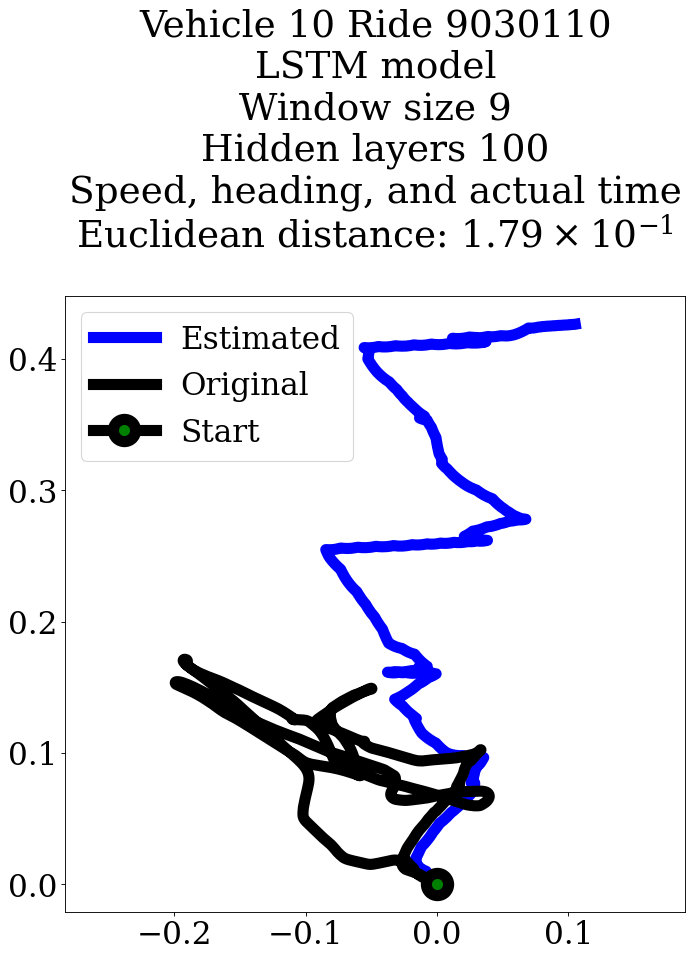 Vehicle 10 Ride 9030110
LSTM model
Window size 9
Hidden layers 100
Speed, heading, and actual time
Euclidean distance: 1.79 × 10⁻¹
Estimated
Original
Start
0.4
0.3
0.2
0.1
0.0
−0.2 −0.1 0.0 0.1